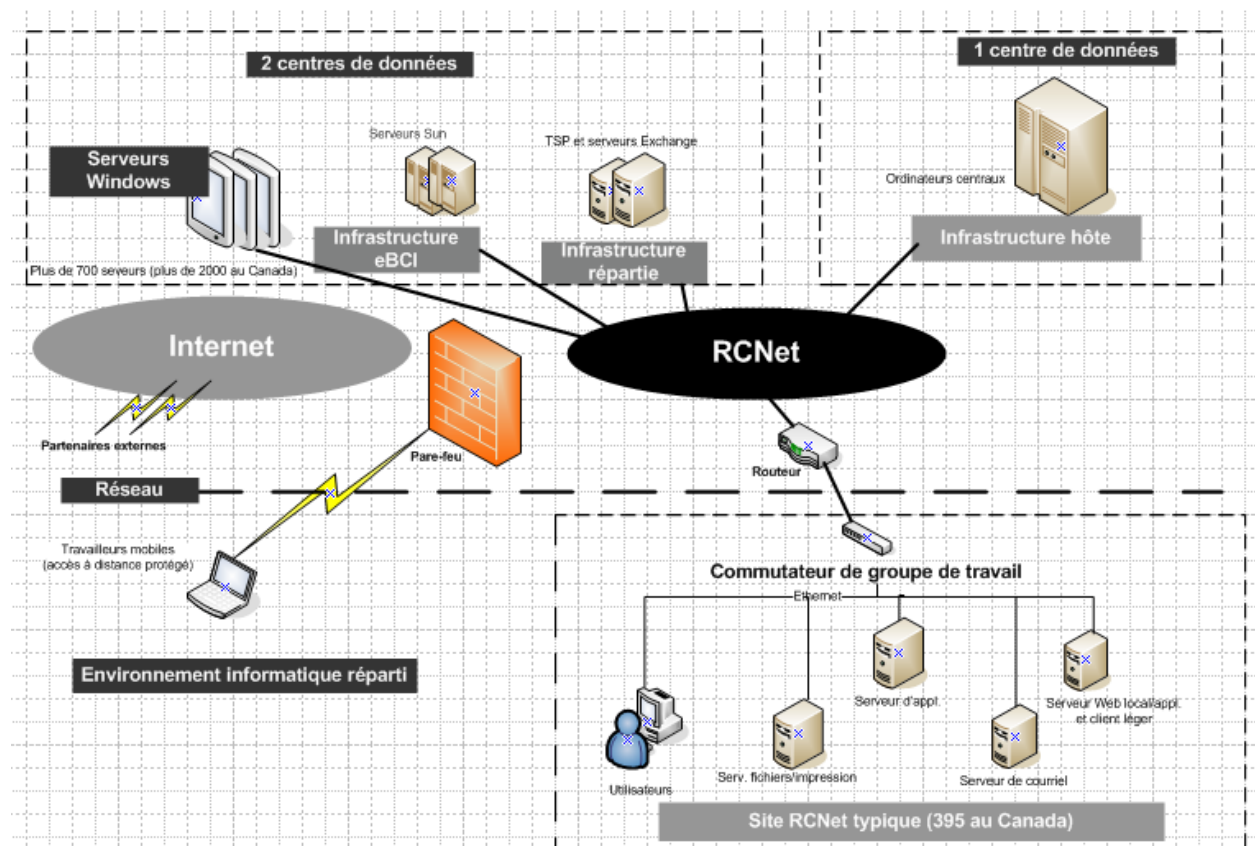 2 centres de données
1 centre de données
Serveurs Sun
TSP et serveurs Exchange
Serveurs
Windows
Ordinateurs centraux
Infrastructure
eBCI
Infrastructure
répartie
Infrastructure hôte
Plus de 700 seveurs (plus de 2000 au Canada)
Internet
RCNet
Partenaires externes
Pare-feu
Routeur
Réseau
Travailleurs mobiles
(accès à distance protégé)
Commutateur de groupe de travail
Ethernet
Environnement informatique réparti
Serveur d'appl.
Serveur Web local/appl.
et client léger
Serv. fichiers/impression
Serveur de courriel
Utilisateurs
Site RCNet typique (395 au Canada)